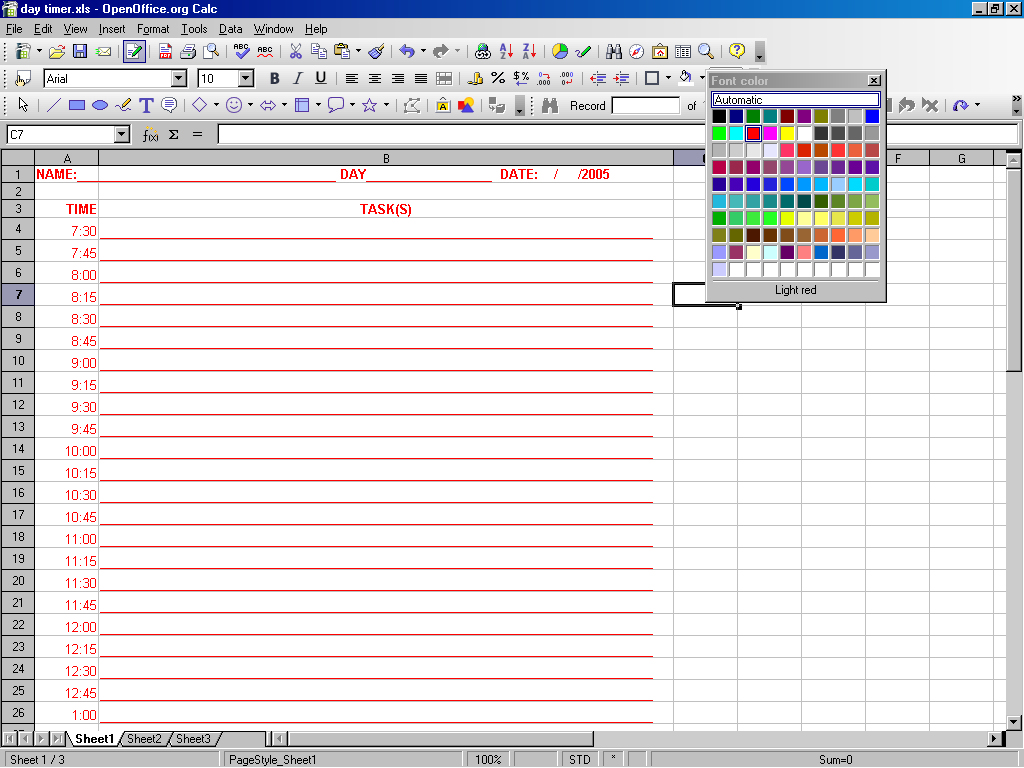 day timer.xls - OpenOffice.org Calc
File Edit View Insert Format Tools Data Window Help
Arial 10 B I U
Record of
Font color
Automatic
Light red
C7 f(x) Σ =
A B F G
1 NAME: DAY DATE: / /2005
2
3 TIME TASK(S)
4 7:30
5 7:45
6 8:00
7 8:15
8 8:30
9 8:45
10 9:00
11 9:15
12 9:30
13 9:45
14 10:00
15 10:15
16 10:30
17 10:45
18 11:00
19 11:15
20 11:30
21 11:45
22 12:00
23 12:15
24 12:30
25 12:45
26 1:00
Sheet1 Sheet2 Sheet3
Sheet 1 / 3 PageStyle_Sheet1 100% STD * Sum=0